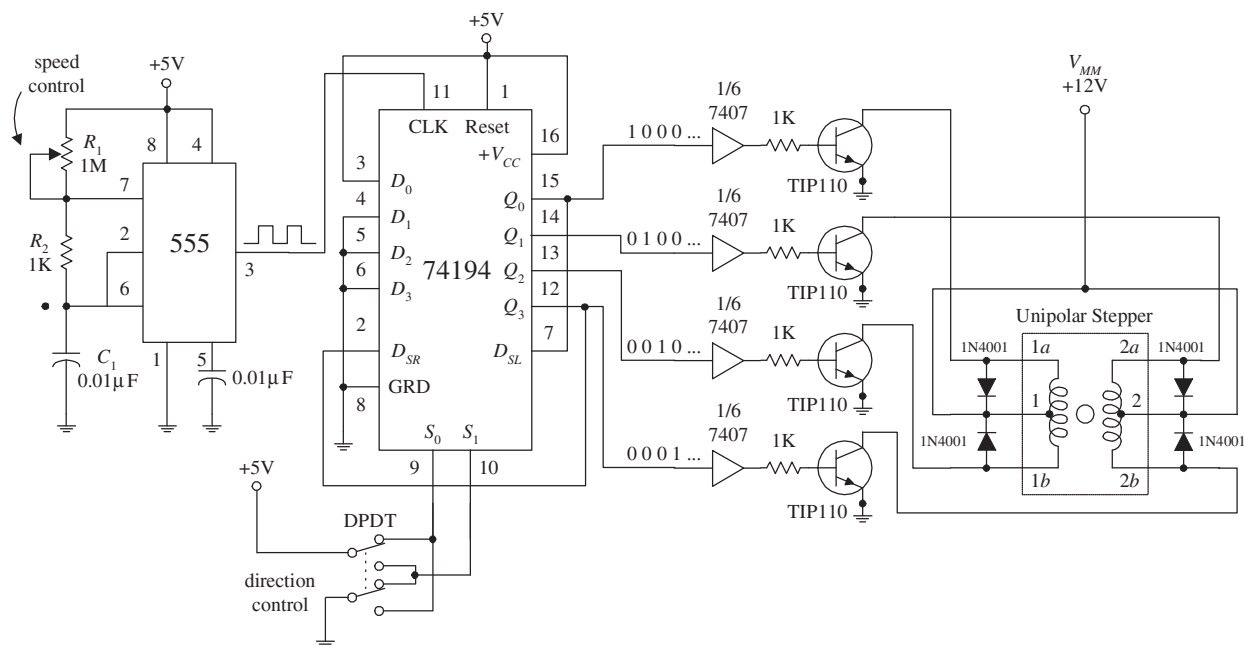 speed
control
+5V
R1
1M
R2
1K
C1
0.01μF
8
4
7
2
6
555
3
1
5
0.01μF
+5V
11
1
CLK
Reset
16
+VCC
3
D0
15
Q0
4
D1
14
Q1
5
D2
13
Q2
6
D3
12
Q3
74194
2
DSR
7
DSL
GRD
8
S0
S1
9
10
+5V
DPDT
direction
control
1 0 0 0 ...
1/6
7407
1K
TIP110
0 1 0 0 ...
1/6
7407
1K
TIP110
0 0 1 0 ...
1/6
7407
1K
TIP110
0 0 0 1 ...
1/6
7407
1K
TIP110
VMM
+12V
Unipolar Stepper
1N4001
1a
2a
1N4001
1
2
1N4001
1N4001
1b
2b